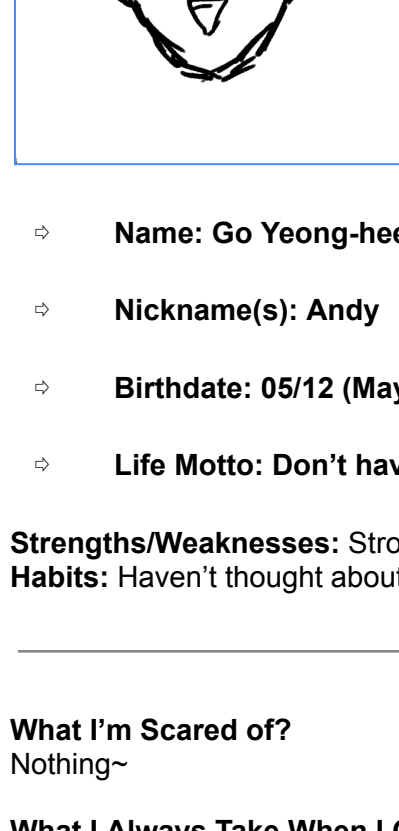 ⇨ Name: Go Yeong-hee
⇨ Nickname(s): Andy
⇨ Birthdate: 05/12 (May
⇨ Life Motto: Don’t hav
Strengths/Weaknesses: Stro
Habits: Haven’t thought about
What I’m Scared of?
Nothing~
What I Always Take When I